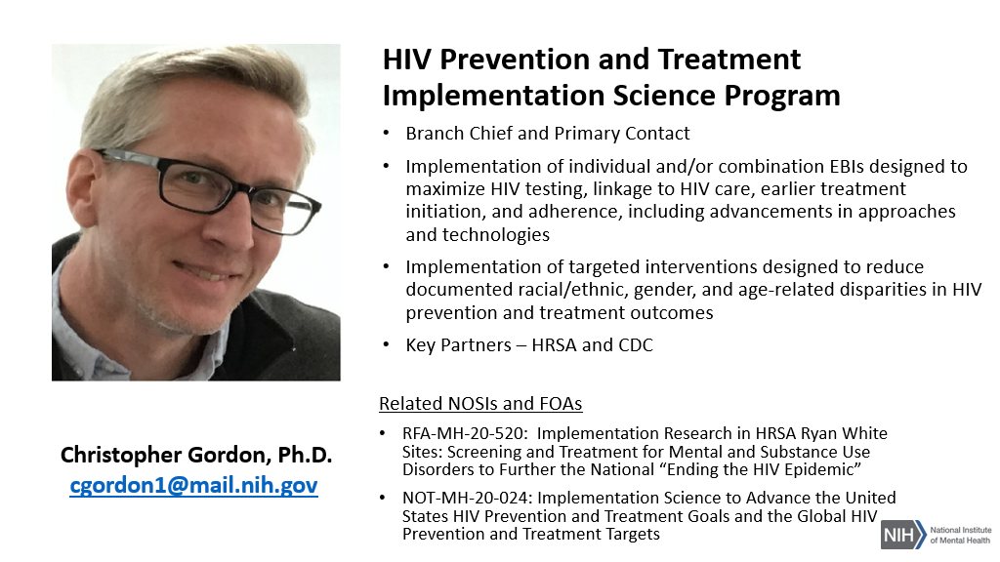 HIV Prevention and Treatment
Implementation Science Program
• Branch Chief and Primary Contact
• Implementation of individual and/or combination EBIs designed to
maximize HIV testing, linkage to HIV care, earlier treatment
initiation, and adherence, including advancements in approaches
and technologies
• Implementation of targeted interventions designed to reduce
documented racial/ethnic, gender, and age-related disparities in HIV
prevention and treatment outcomes
• Key Partners – HRSA and CDC
Related NOSIs and FOAs
• RFA-MH-20-520:  Implementation Research in HRSA Ryan White
Sites: Screening and Treatment for Mental and Substance Use
Disorders to Further the National “Ending the HIV Epidemic”
• NOT-MH-20-024: Implementation Science to Advance the United
States HIV Prevention and Treatment Goals and the Global HIV
Prevention and Treatment Targets
Christopher Gordon, Ph.D.
cgordon1@mail.nih.gov
NIH
National Institute
of Mental Health